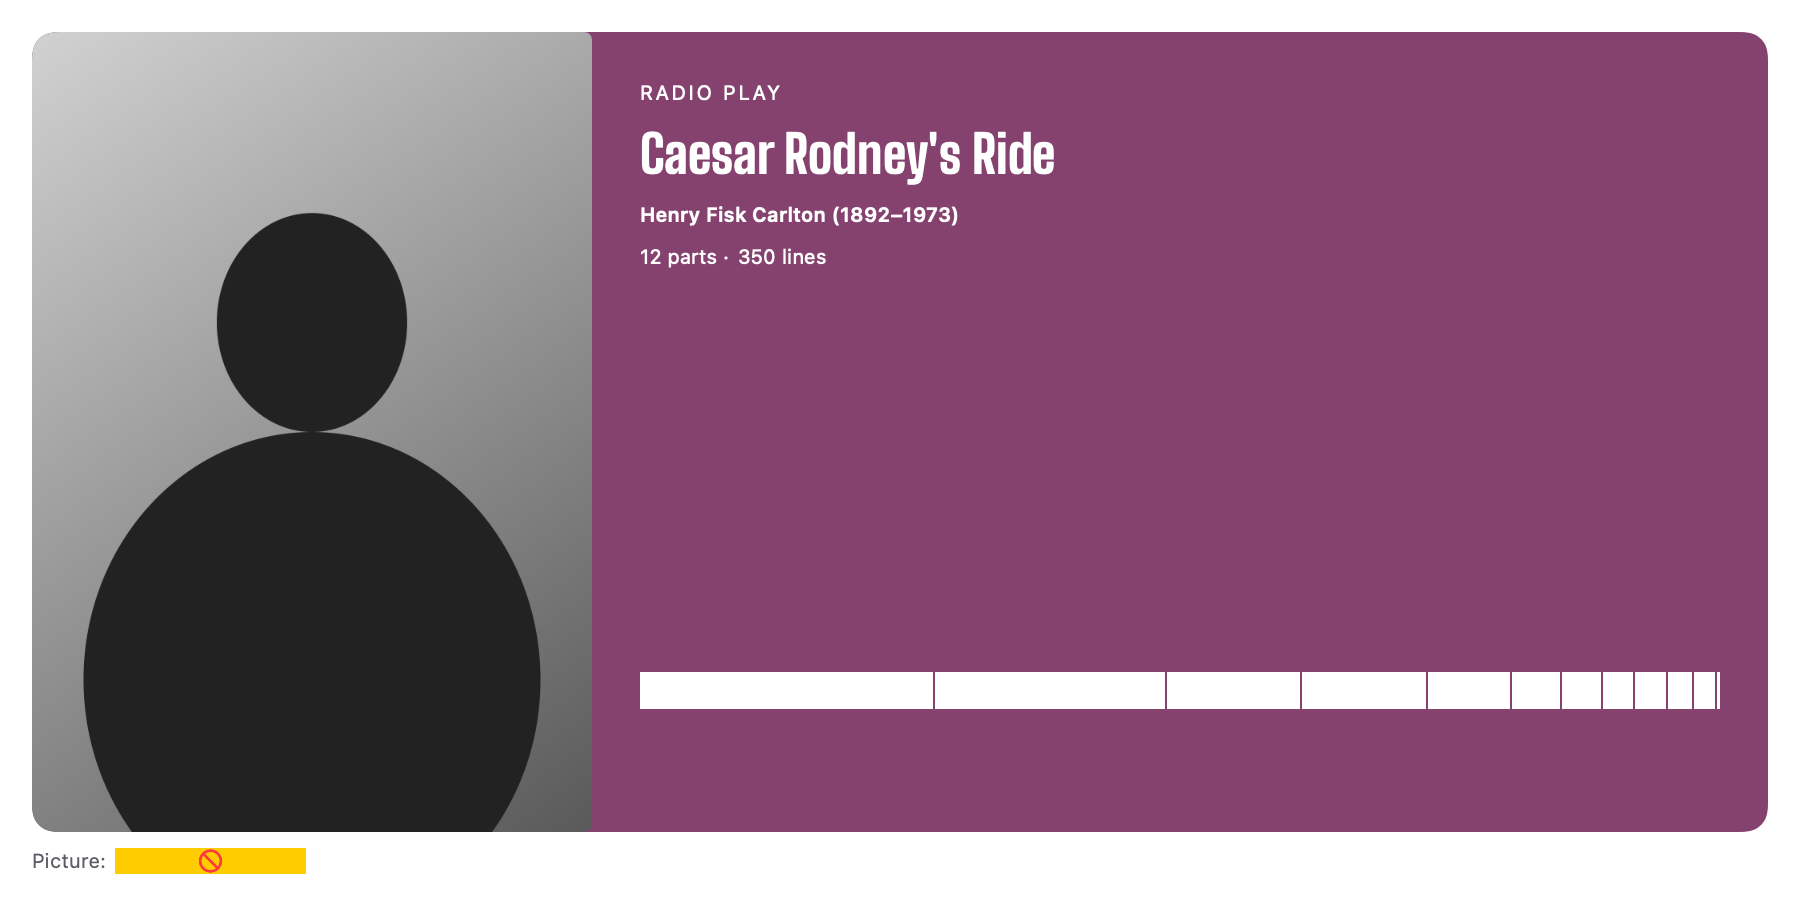 RADIO PLAY
Caesar Rodney's Ride
Henry Fisk Carlton (1892–1973)
12 parts · 350 lines
Picture: